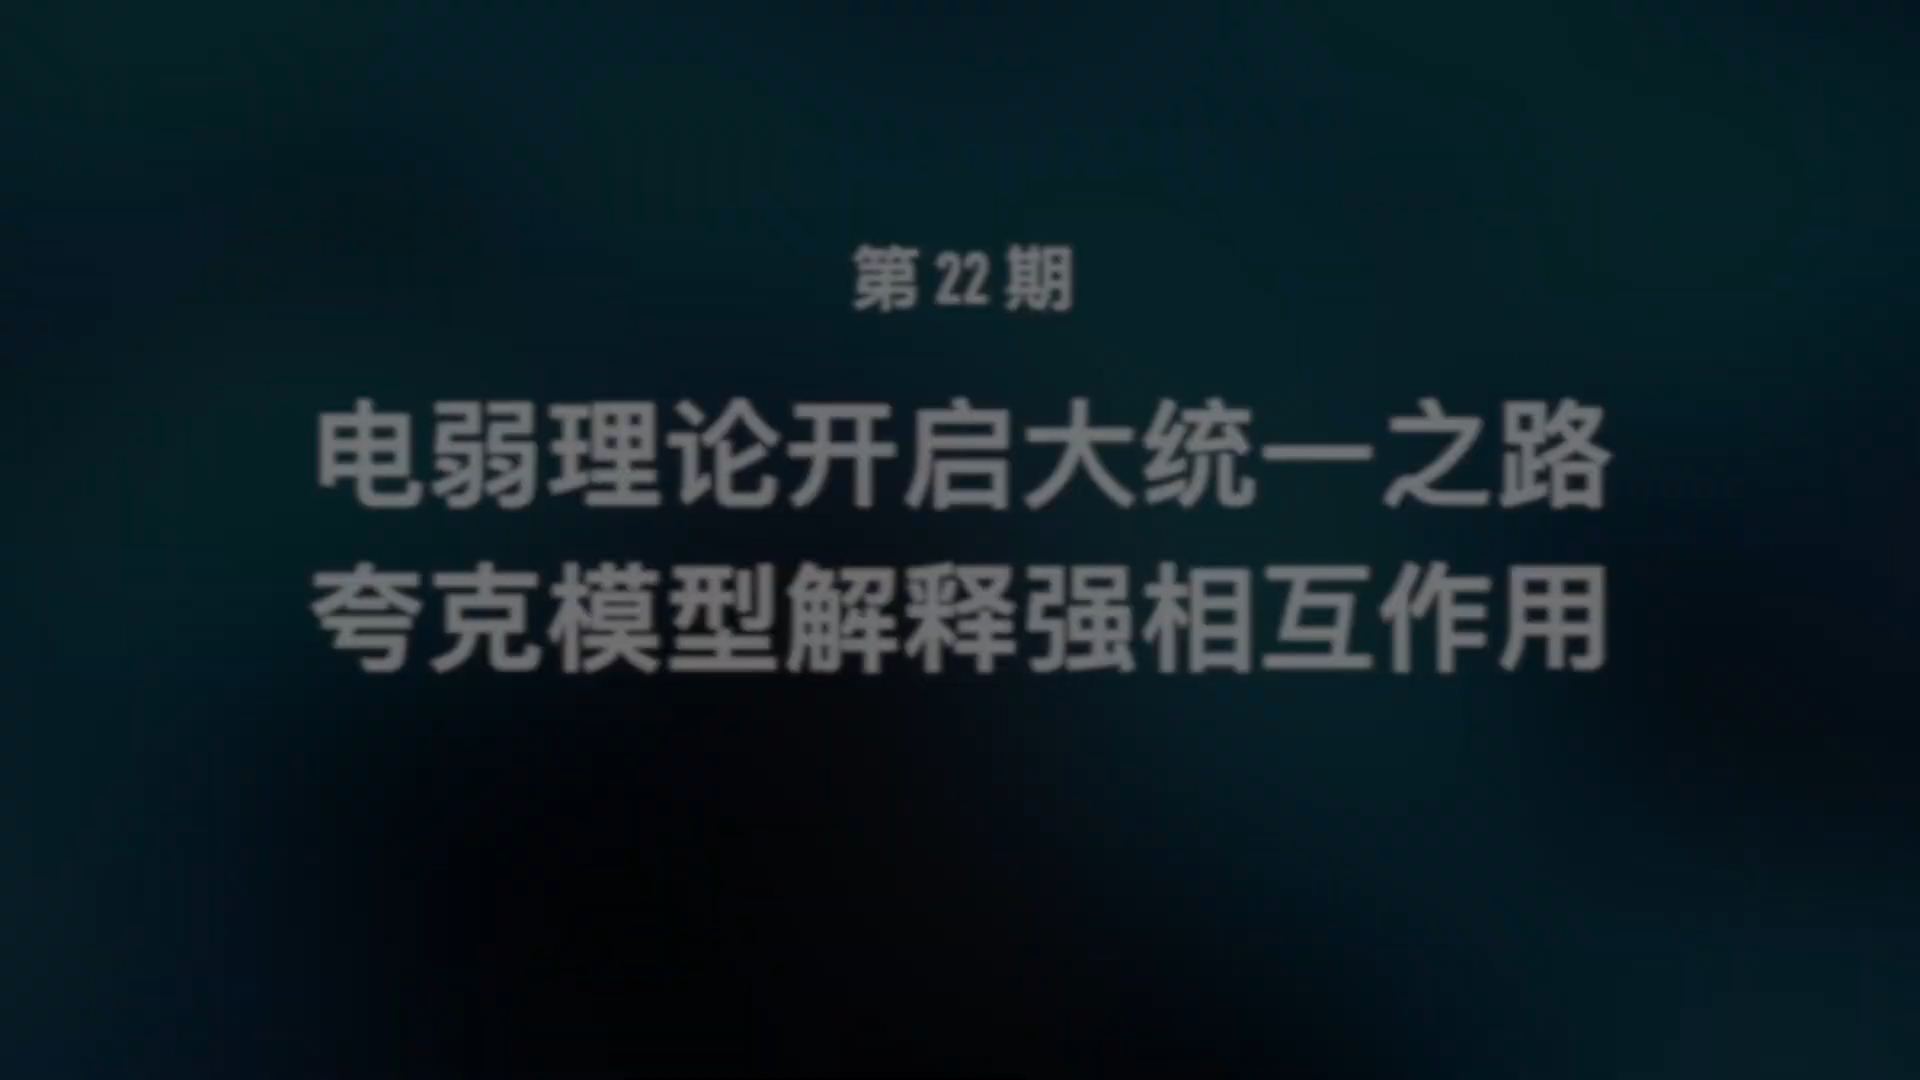 第 22 期
电弱理论开启大统一之路
夸克模型解释强相互作用